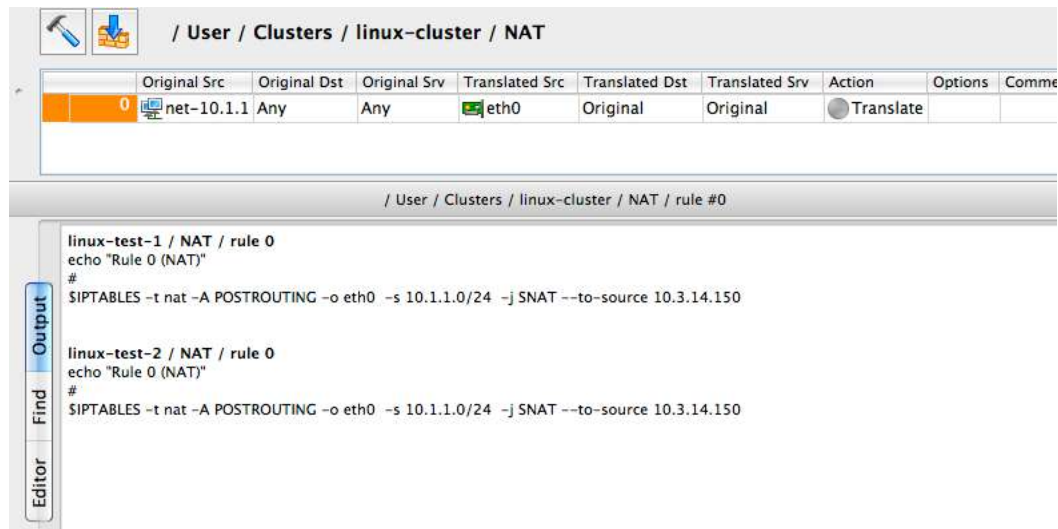 / User / Clusters / linux-cluster / NAT
Original Src Original Dst Original Srv Translated Src Translated Dst Translated Srv Action Options Comme
0 net-10.1.1 Any Any eth0 Original Original Translate
/ User / Clusters / linux-cluster / NAT / rule #0
linux-test-1 / NAT / rule 0
echo "Rule 0 (NAT)"
#
$IPTABLES -t nat -A POSTROUTING -o eth0 -s 10.1.1.0/24 -j SNAT --to-source 10.3.14.150
linux-test-2 / NAT / rule 0
echo "Rule 0 (NAT)"
#
$IPTABLES -t nat -A POSTROUTING -o eth0 -s 10.1.1.0/24 -j SNAT --to-source 10.3.14.150
Output
Find
Editor